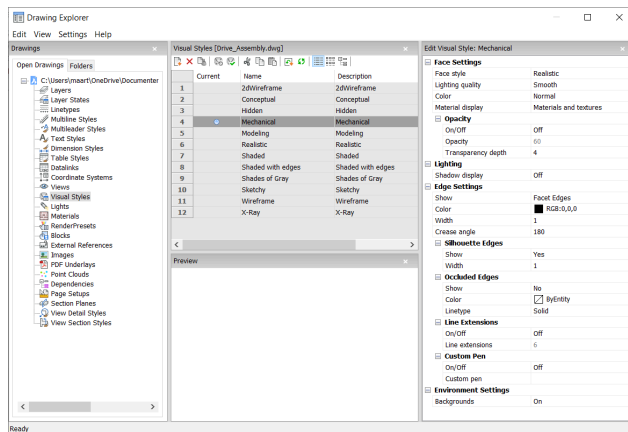 Drawing Explorer
Edit View Settings Help
Drawings
Open Drawings Folders
C:\Users\maart\OneDrive\Documenter
Layers
Layer States
Linetypes
Multiline Styles
Multileader Styles
Text Styles
Dimension Styles
Table Styles
Datalinks
Coordinate Systems
Views
Visual Styles
Lights
Materials
RenderPresets
Blocks
External References
Images
PDF Underlays
Point Clouds
Dependencies
Page Setups
Section Planes
View Detail Styles
View Section Styles
Visual Styles [Drive_Assembly.dwg]
Current Name Description
1 2dWireframe 2dWireframe
2 Conceptual Conceptual
3 Hidden Hidden
4 Mechanical Mechanical
5 Modeling Modeling
6 Realistic Realistic
7 Shaded Shaded
8 Shaded with edges Shaded with edges
9 Shades of Gray Shades of Gray
10 Sketchy Sketchy
11 Wireframe Wireframe
12 X-Ray X-Ray
Preview
Edit Visual Style: Mechanical
Face Settings
Face style Realistic
Lighting quality Smooth
Color Normal
Material display Materials and textures
Opacity
On/Off Off
Opacity 60
Transparency depth 4
Lighting
Shadow display Off
Edge Settings
Show Facet Edges
Color RGB:0,0,0
Width 1
Crease angle 180
Silhouette Edges
Show Yes
Width 1
Occluded Edges
Show No
Color ByEntity
Linetype Solid
Line Extensions
On/Off Off
Line extensions 6
Custom Pen
On/Off Off
Custom pen
Environment Settings
Backgrounds On
Ready